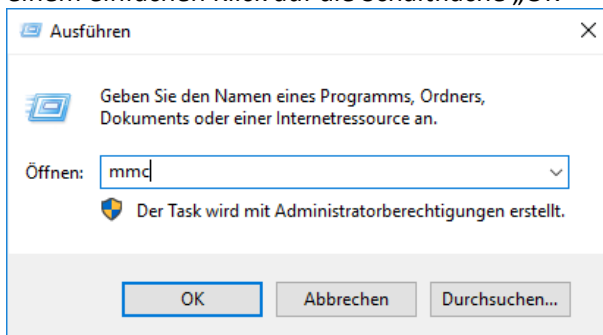 Ausführen
Geben Sie den Namen eines Programms, Ordners,
Dokuments oder einer Internetressource an.
Öffnen: mmc
Der Task wird mit Administratorberechtigungen erstellt.
OK Abbrechen Durchsuchen...